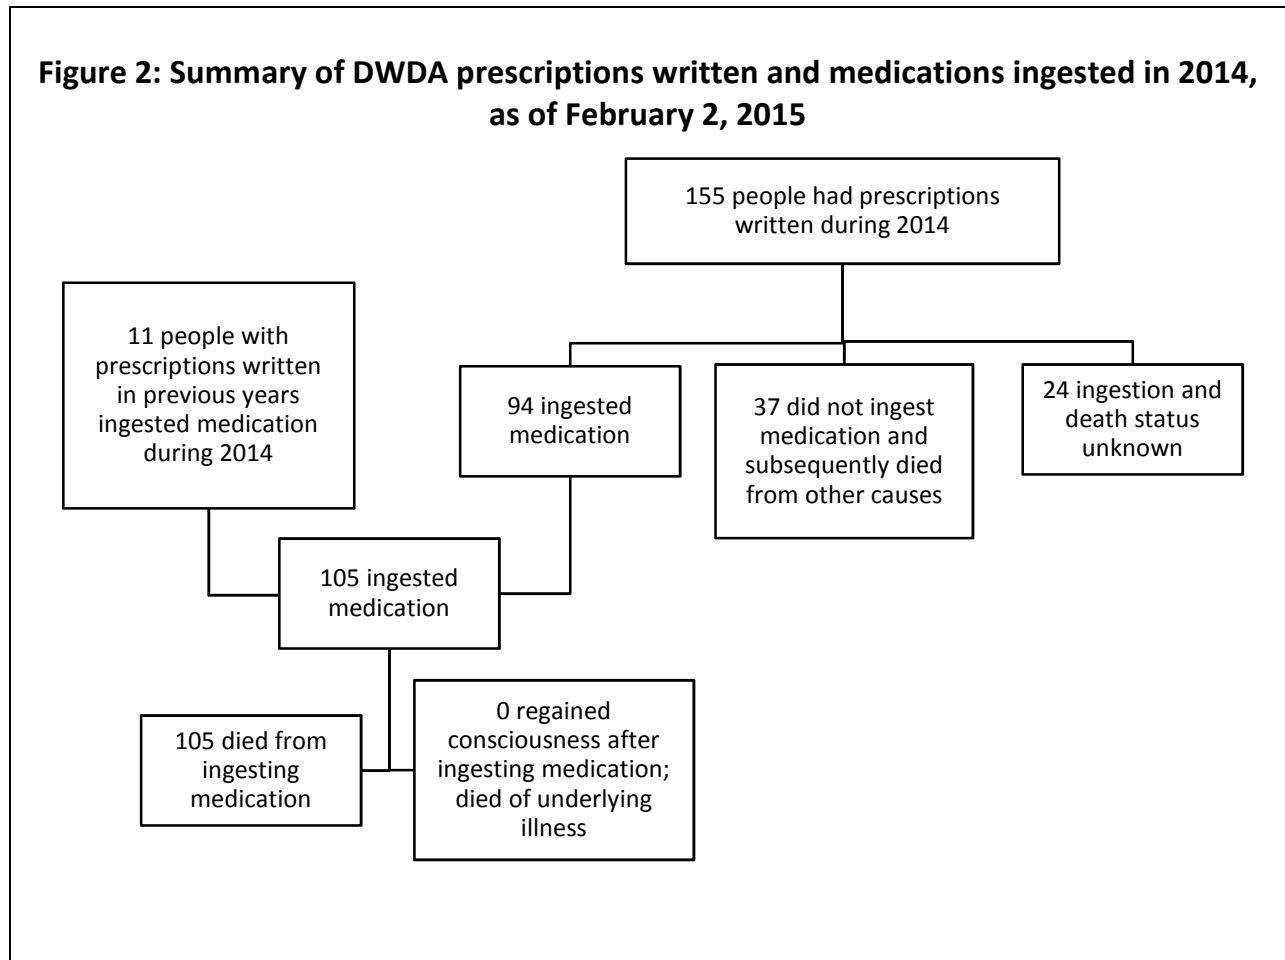 Figure 2: Summary of DWDA prescriptions written and medications ingested in 2014,
as of February 2, 2015
155 people had prescriptions
written during 2014
11 people with
prescriptions written
in previous years
ingested medication
during 2014
94 ingested
medication
37 did not ingest
medication and
subsequently died
from other causes
24 ingestion and
death status
unknown
105 ingested
medication
105 died from
ingesting
medication
0 regained
consciousness after
ingesting medication;
died of underlying
illness